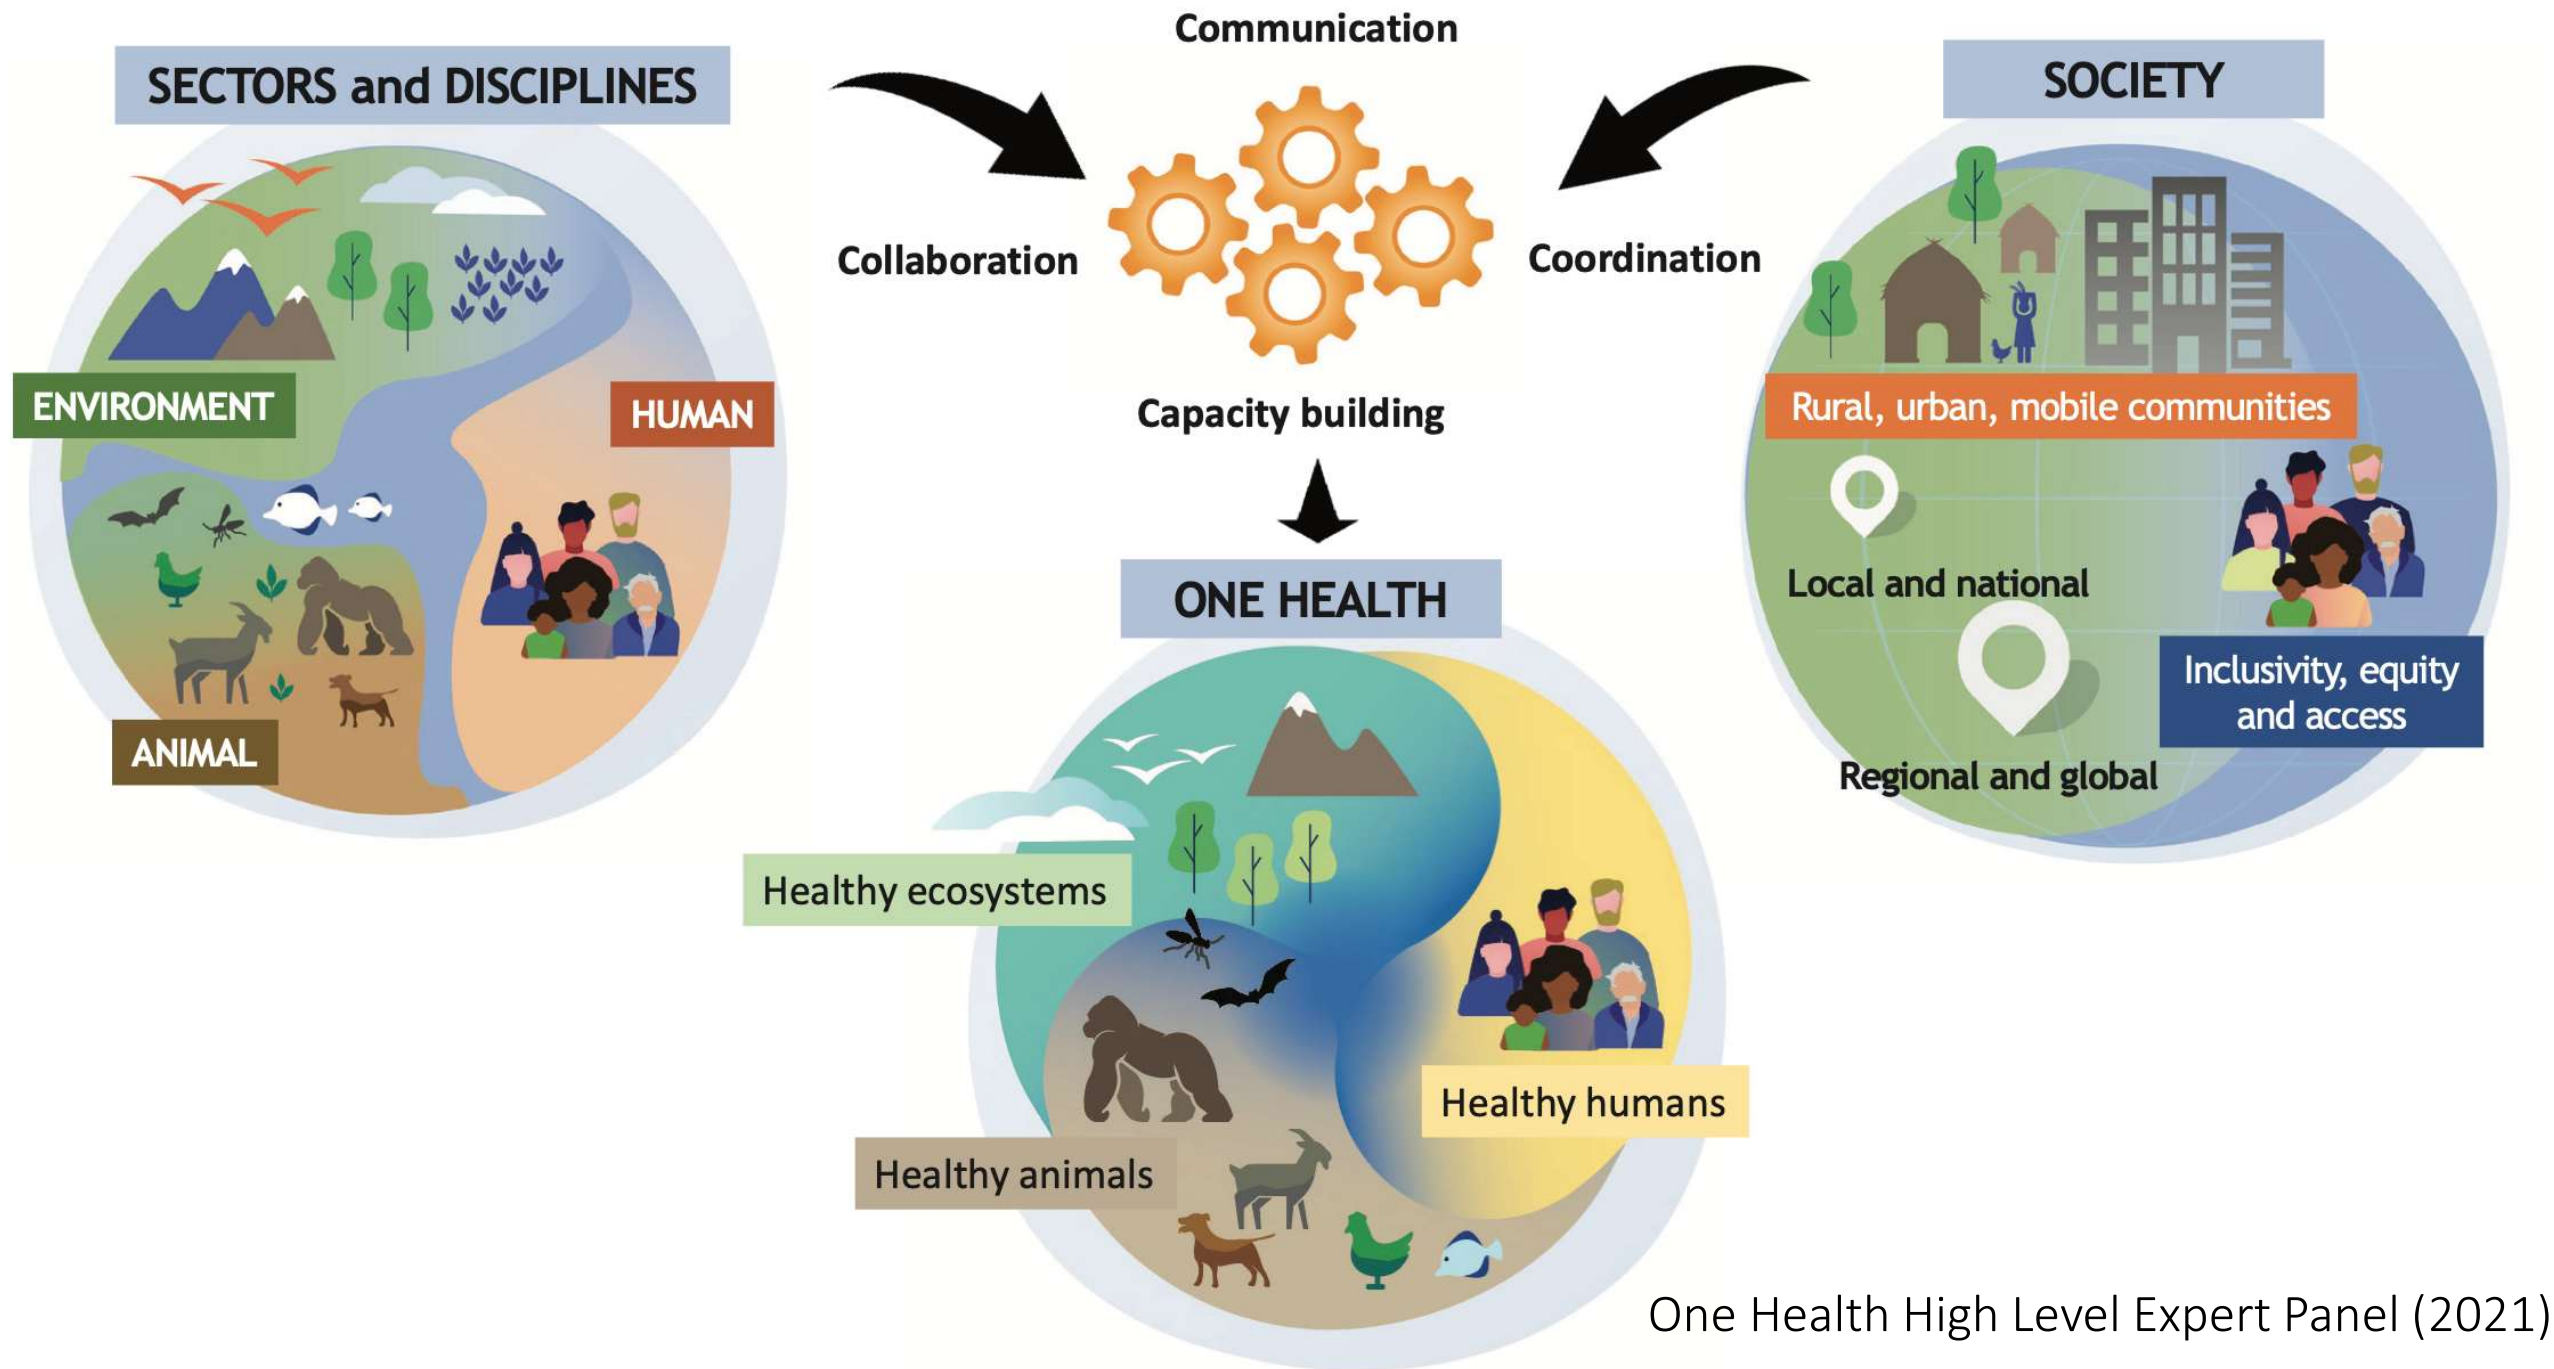 SECTORS and DISCIPLINES
ENVIRONMENT
HUMAN
ANIMAL
Communication
Collaboration
Coordination
Capacity building
SOCIETY
Rural, urban, mobile communities
Local and national
Regional and global
Inclusivity, equity
and access
ONE HEALTH
Healthy ecosystems
Healthy humans
Healthy animals
One Health High Level Expert Panel (2021)